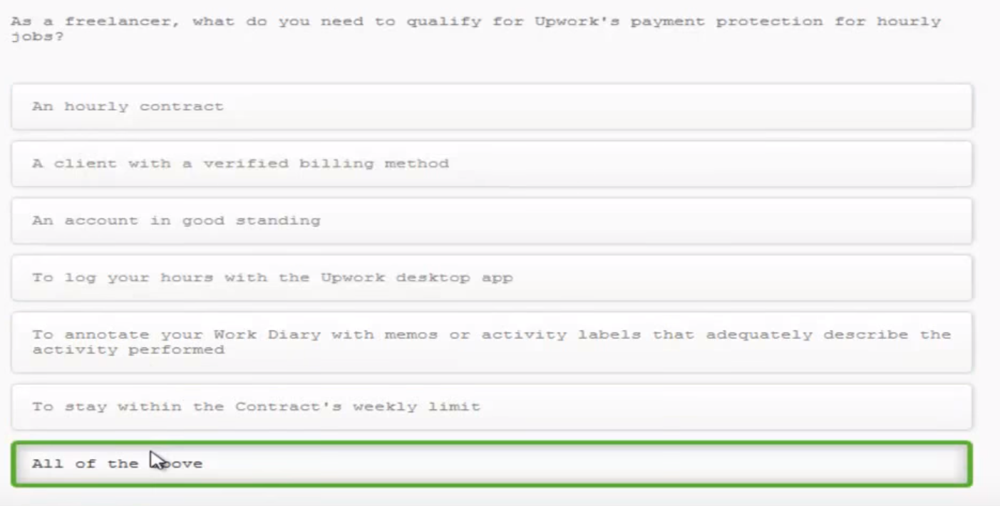 As a freelancer, what do you need to qualify for Upwork's payment protection for hourly
jobs?
An hourly contract
A client with a verified billing method
An account in good standing
To log your hours with the Upwork desktop app
To annotate your Work Diary with memos or activity labels that adequately describe the
activity performed
To stay within the Contract's weekly limit
All of the above